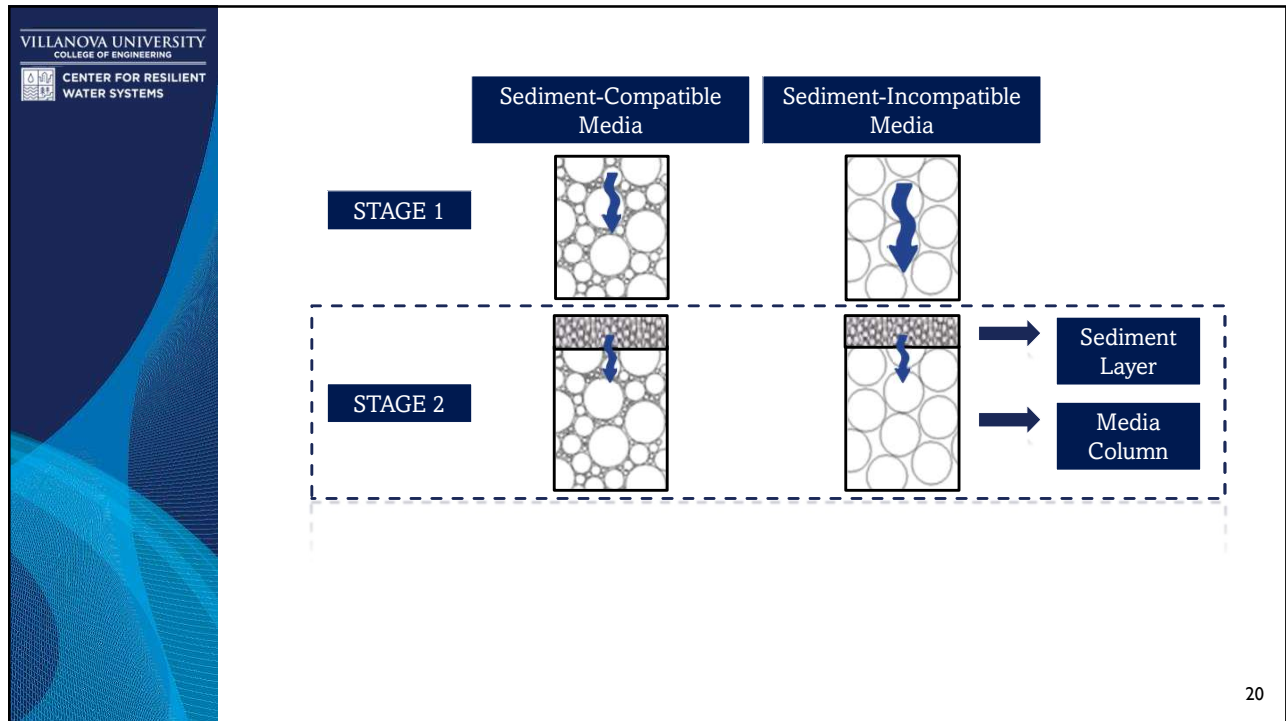 VILLANOVA UNIVERSITY
COLLEGE OF ENGINEERING
CENTER FOR RESILIENT
WATER SYSTEMS
Sediment-Compatible
Media
Sediment-Incompatible
Media
STAGE 1
STAGE 2
Sediment
Layer
Media
Column
20